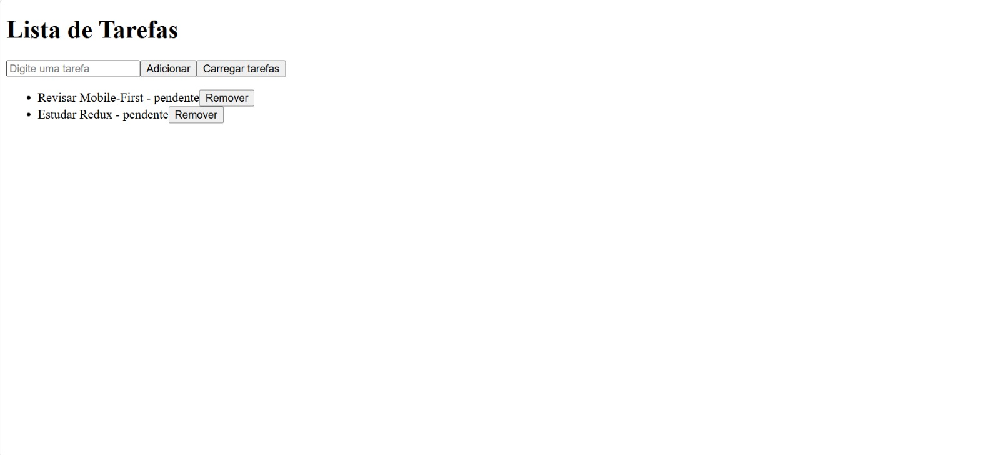 Lista de Tarefas
Digite uma tarefa Adicionar Carregar tarefas
Revisar Mobile-First - pendente Remover
Estudar Redux - pendente Remover